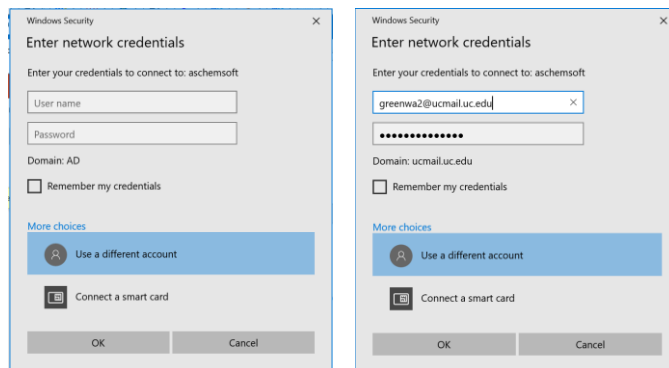 Windows Security
Enter network credentials
Enter your credentials to connect to: aschemsoft
User name
Password
Domain: AD
Remember my credentials
More choices
Use a different account
Connect a smart card
OK Cancel
Windows Security
Enter network credentials
Enter your credentials to connect to: aschemsoft
greenwa2@ucmail.uc.edu
••••••••••••••
Domain: ucmail.uc.edu
Remember my credentials
More choices
Use a different account
Connect a smart card
OK Cancel